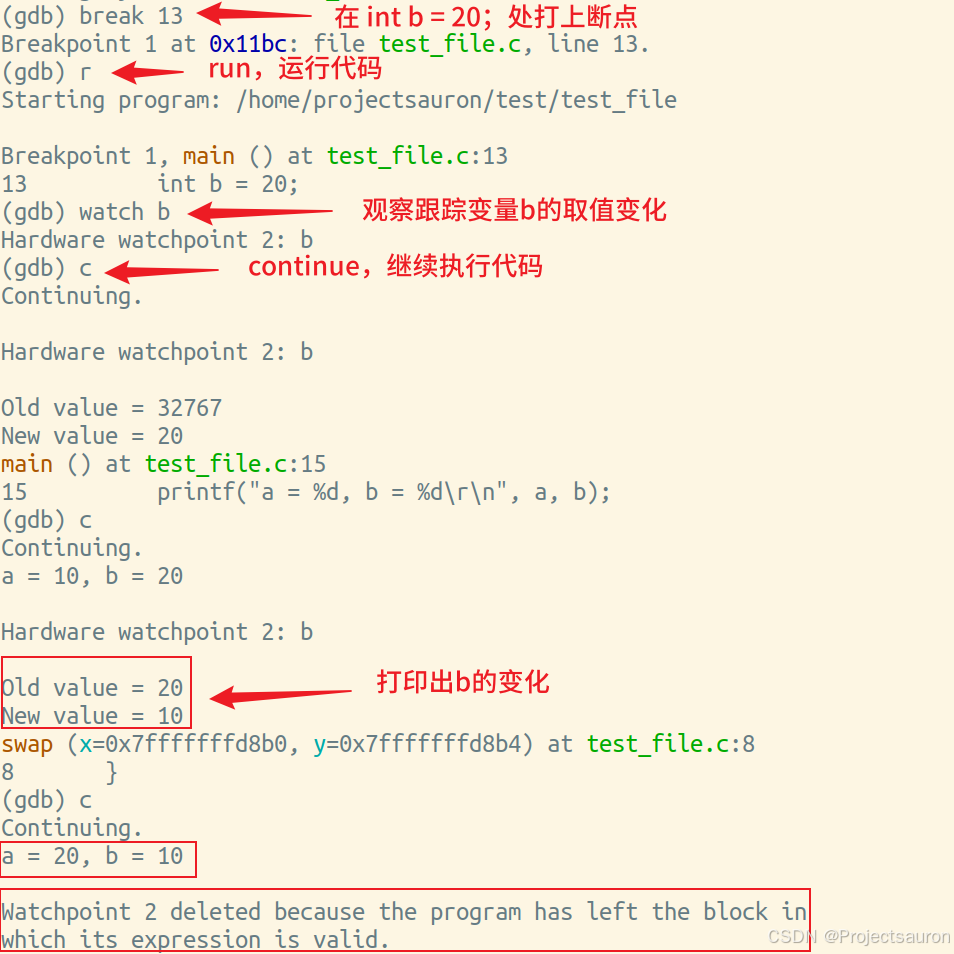 (gdb) break 13 在 int b = 20；处打上断点
Breakpoint 1 at 0x11bc: file test_file.c, line 13.
(gdb) r run，运行代码
Starting program: /home/projectsauron/test/test_file
Breakpoint 1, main () at test_file.c:13
13 int b = 20;
(gdb) watch b 观察跟踪变量b的取值变化
Hardware watchpoint 2: b
(gdb) c continue，继续执行代码
Continuing.
Hardware watchpoint 2: b
Old value = 32767
New value = 20
main () at test_file.c:15
15 printf("a = %d, b = %d\r\n", a, b);
(gdb) c
Continuing.
a = 10, b = 20
Hardware watchpoint 2: b
Old value = 20 打印出b的变化
New value = 10
swap (x=0x7fffffffd8b0, y=0x7fffffffd8b4) at test_file.c:8
8 }
(gdb) c
Continuing.
a = 20, b = 10
Watchpoint 2 deleted because the program has left the block in
which its expression is valid.
CSDN @Projectsauron